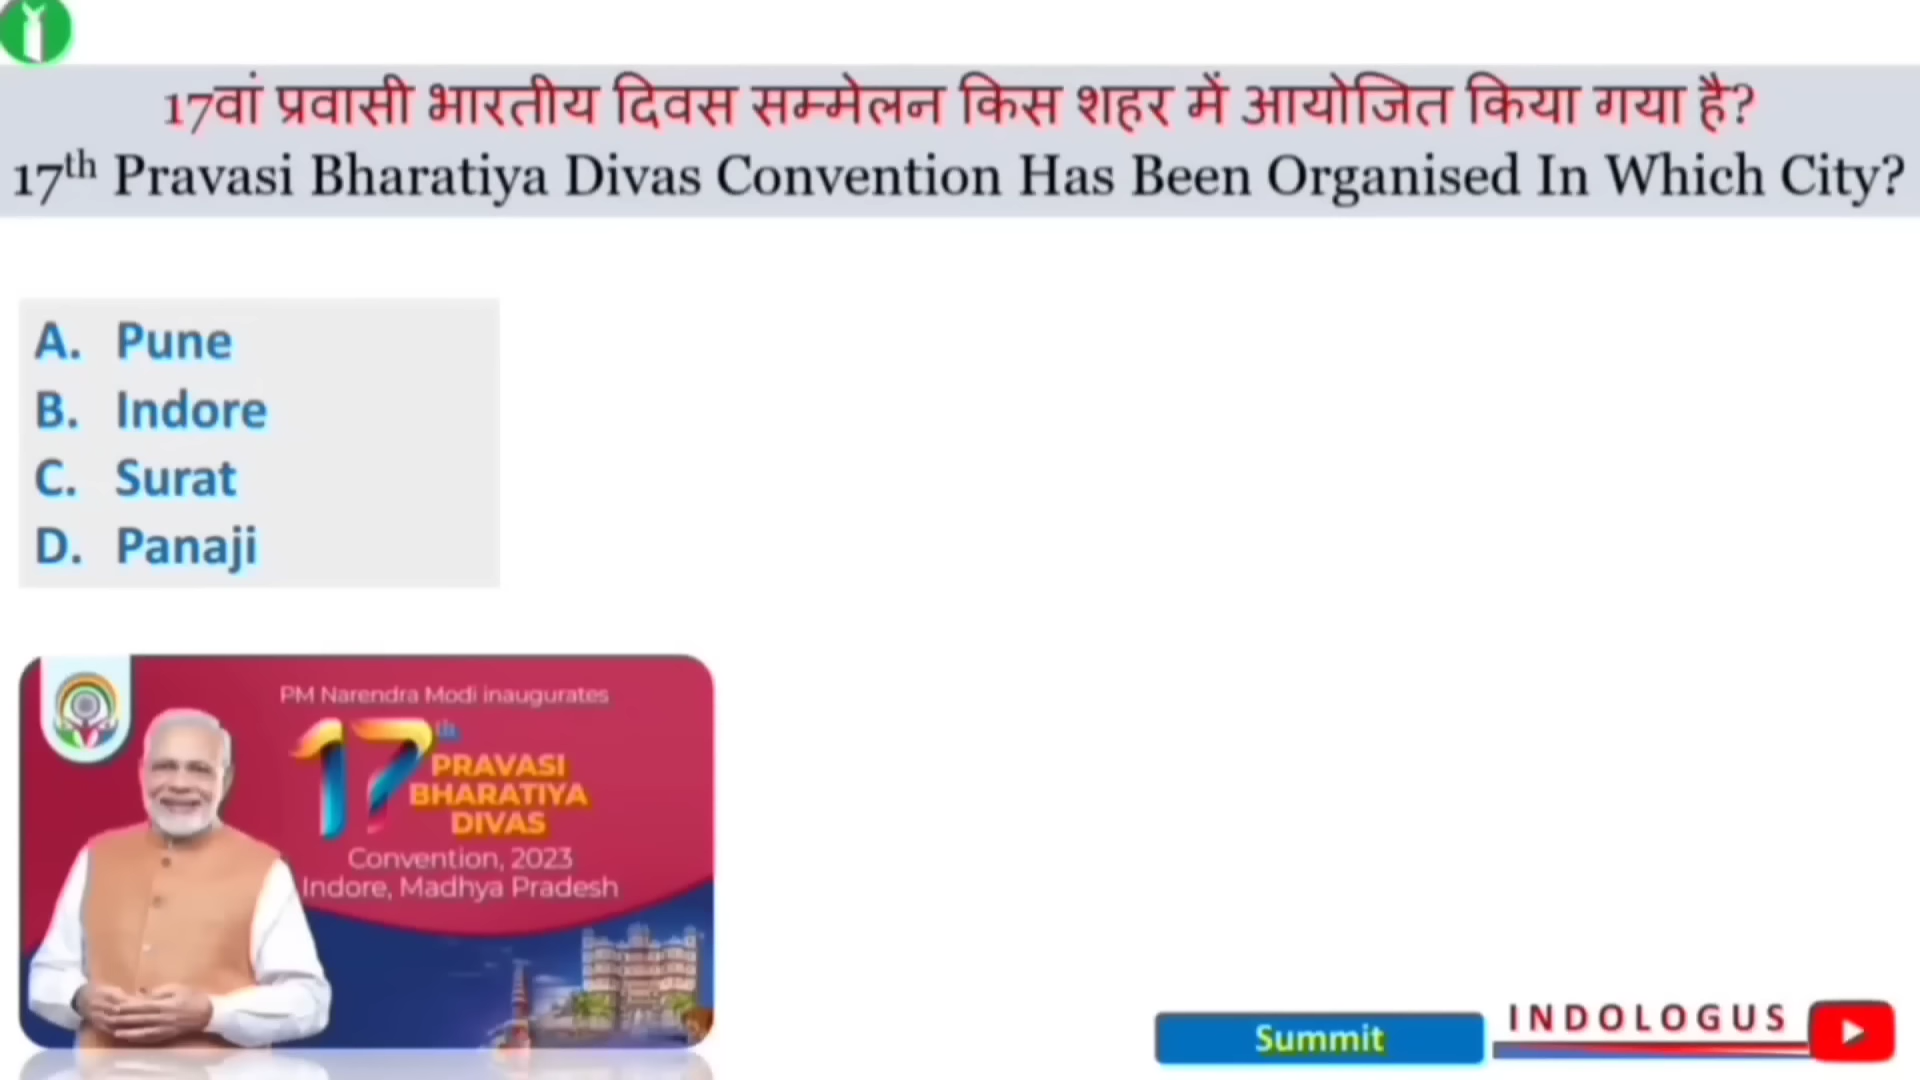 17वां प्रवासी भारतीय दिवस सम्मेलन किस शहर में आयोजित किया गया है?
17th Pravasi Bharatiya Divas Convention Has Been Organised In Which City?
A. Pune
B. Indore
C. Surat
D. Panaji
PM Narendra Modi inaugurates
17th
PRAVASI
BHARATIYA
DIVAS
Convention, 2023
Indore, Madhya Pradesh
Summit
INDOLOGUS